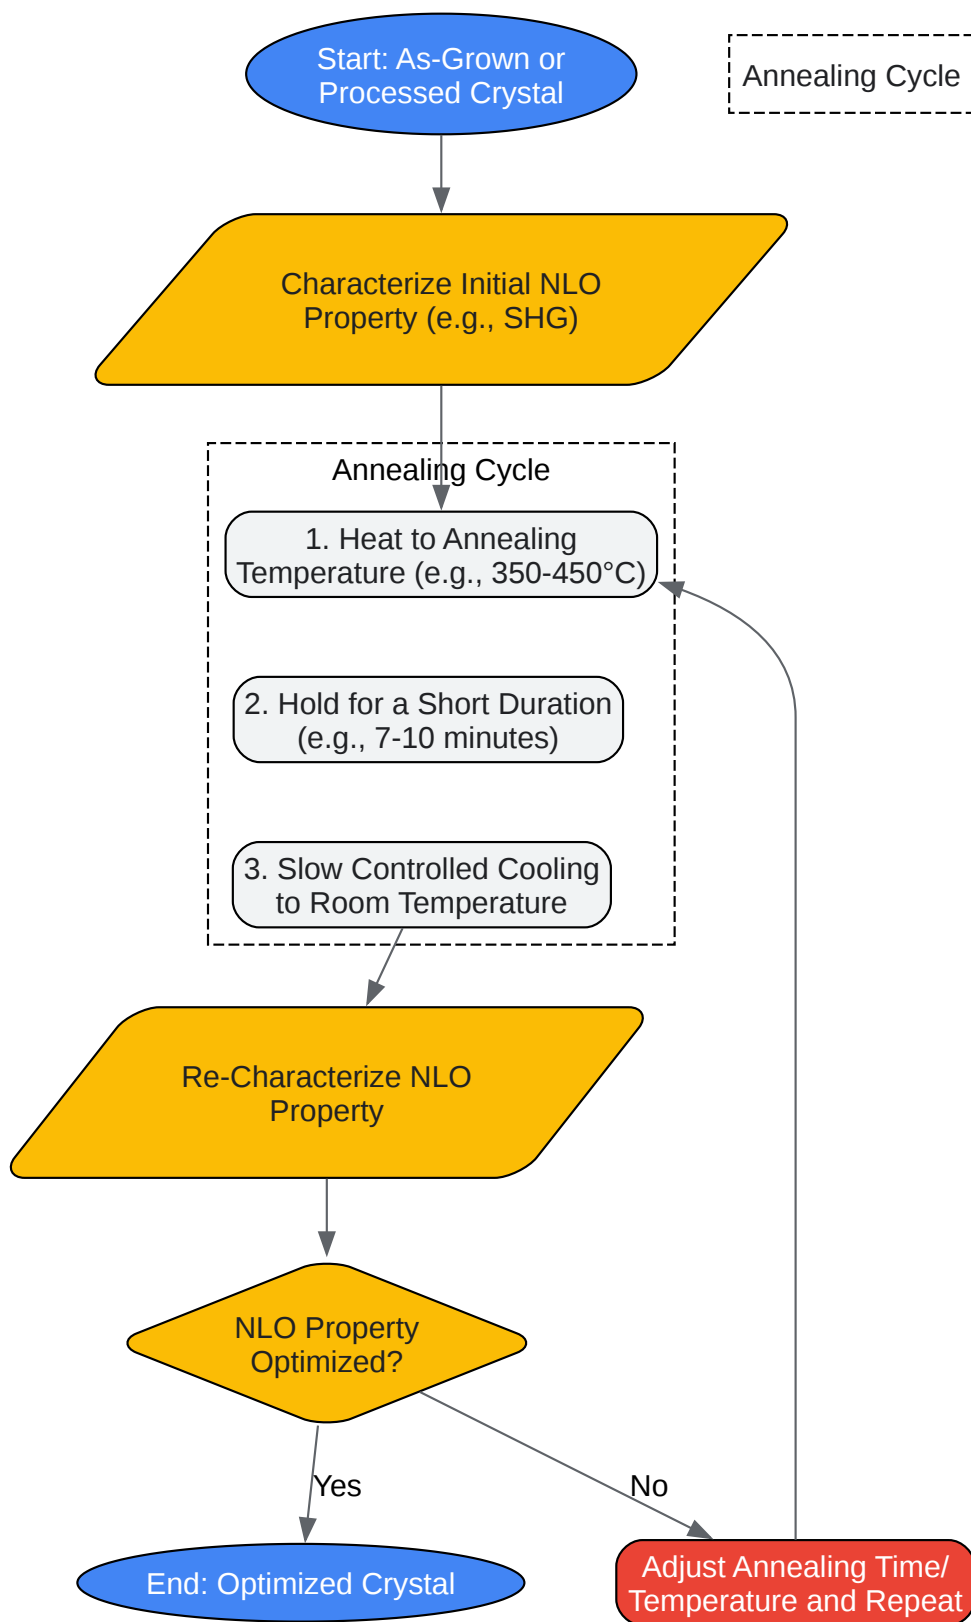 Start: As-Grown or
Processed Crystal
Annealing Cycle
Characterize Initial NLO
Property (e.g., SHG)
Annealing Cycle
1. Heat to Annealing
Temperature (e.g., 350-450°C)
2. Hold for a Short Duration
(e.g., 7-10 minutes)
3. Slow Controlled Cooling
to Room Temperature
Re-Characterize NLO
Property
NLO Property
Optimized?
Yes
No
End: Optimized Crystal
Adjust Annealing Time/
Temperature and Repeat